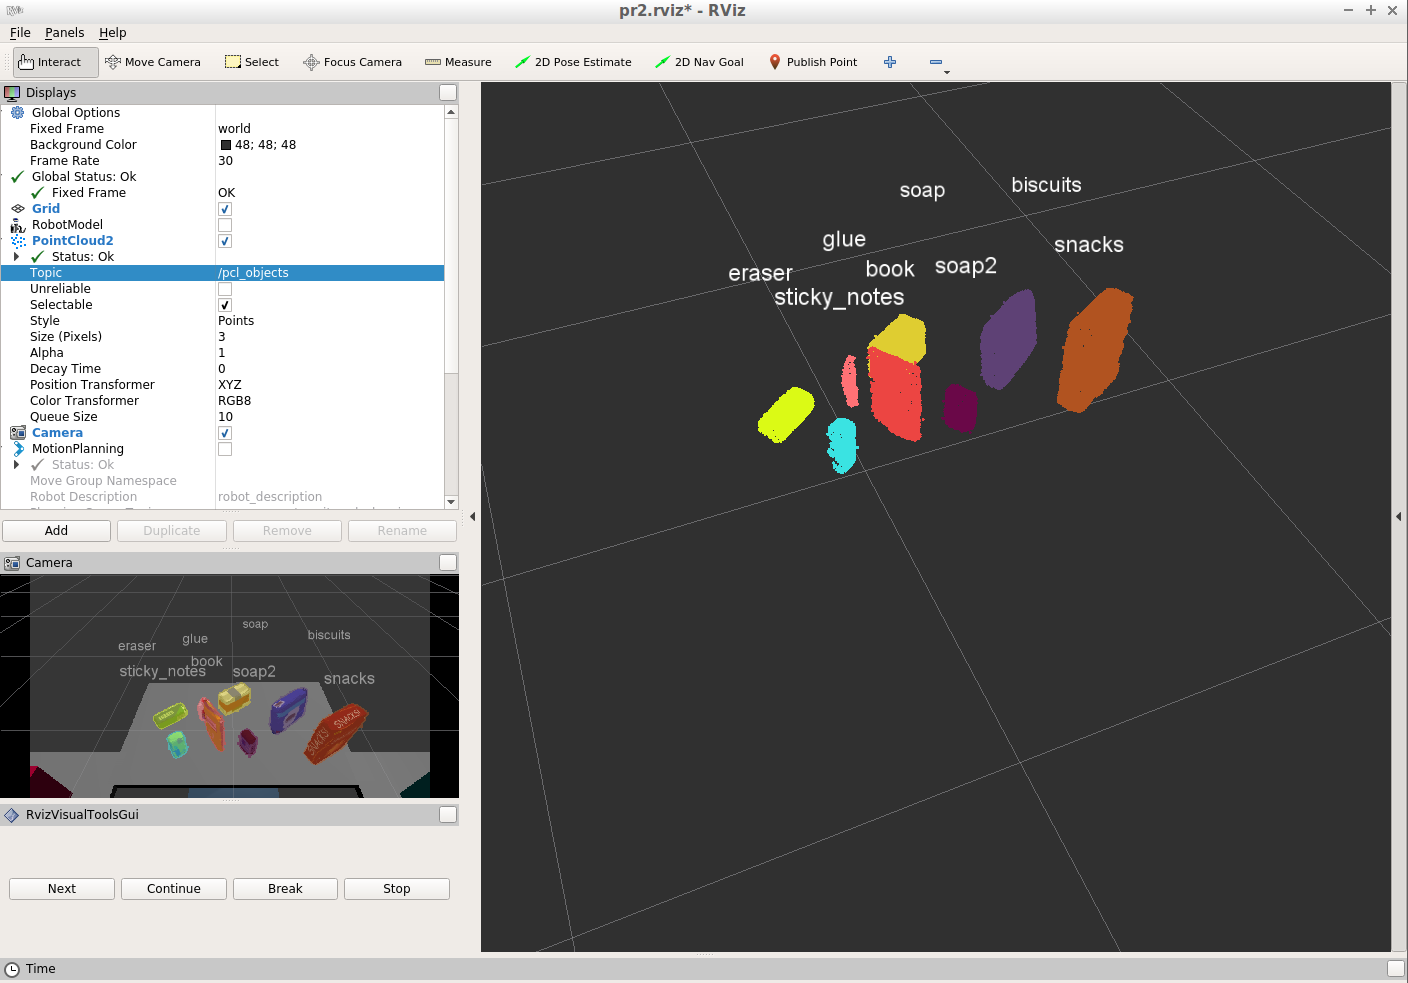 pr2.rviz* - RViz
File Panels Help
Interact Move Camera Select Focus Camera Measure 2D Pose Estimate 2D Nav Goal Publish Point
Displays
Global Options
Fixed Frame world
Background Color 48; 48; 48
Frame Rate 30
Global Status: Ok
Fixed Frame OK
Grid
RobotModel
PointCloud2
Status: Ok
Topic /pcl_objects
Unreliable
Selectable
Style Points
Size (Pixels) 3
Alpha 1
Decay Time 0
Position Transformer XYZ
Color Transformer RGB8
Queue Size 10
Camera
MotionPlanning
Status: Ok
Move Group Namespace
Robot Description robot_description
Add Duplicate Remove Rename
Camera
soap
biscuits
glue
eraser
book
sticky_notes soap2
snacks
SNACKS!
SNACKS!
RvizVisualToolsGui
Next Continue Break Stop
soap biscuits
glue snacks
eraser book soap2
sticky_notes
Time